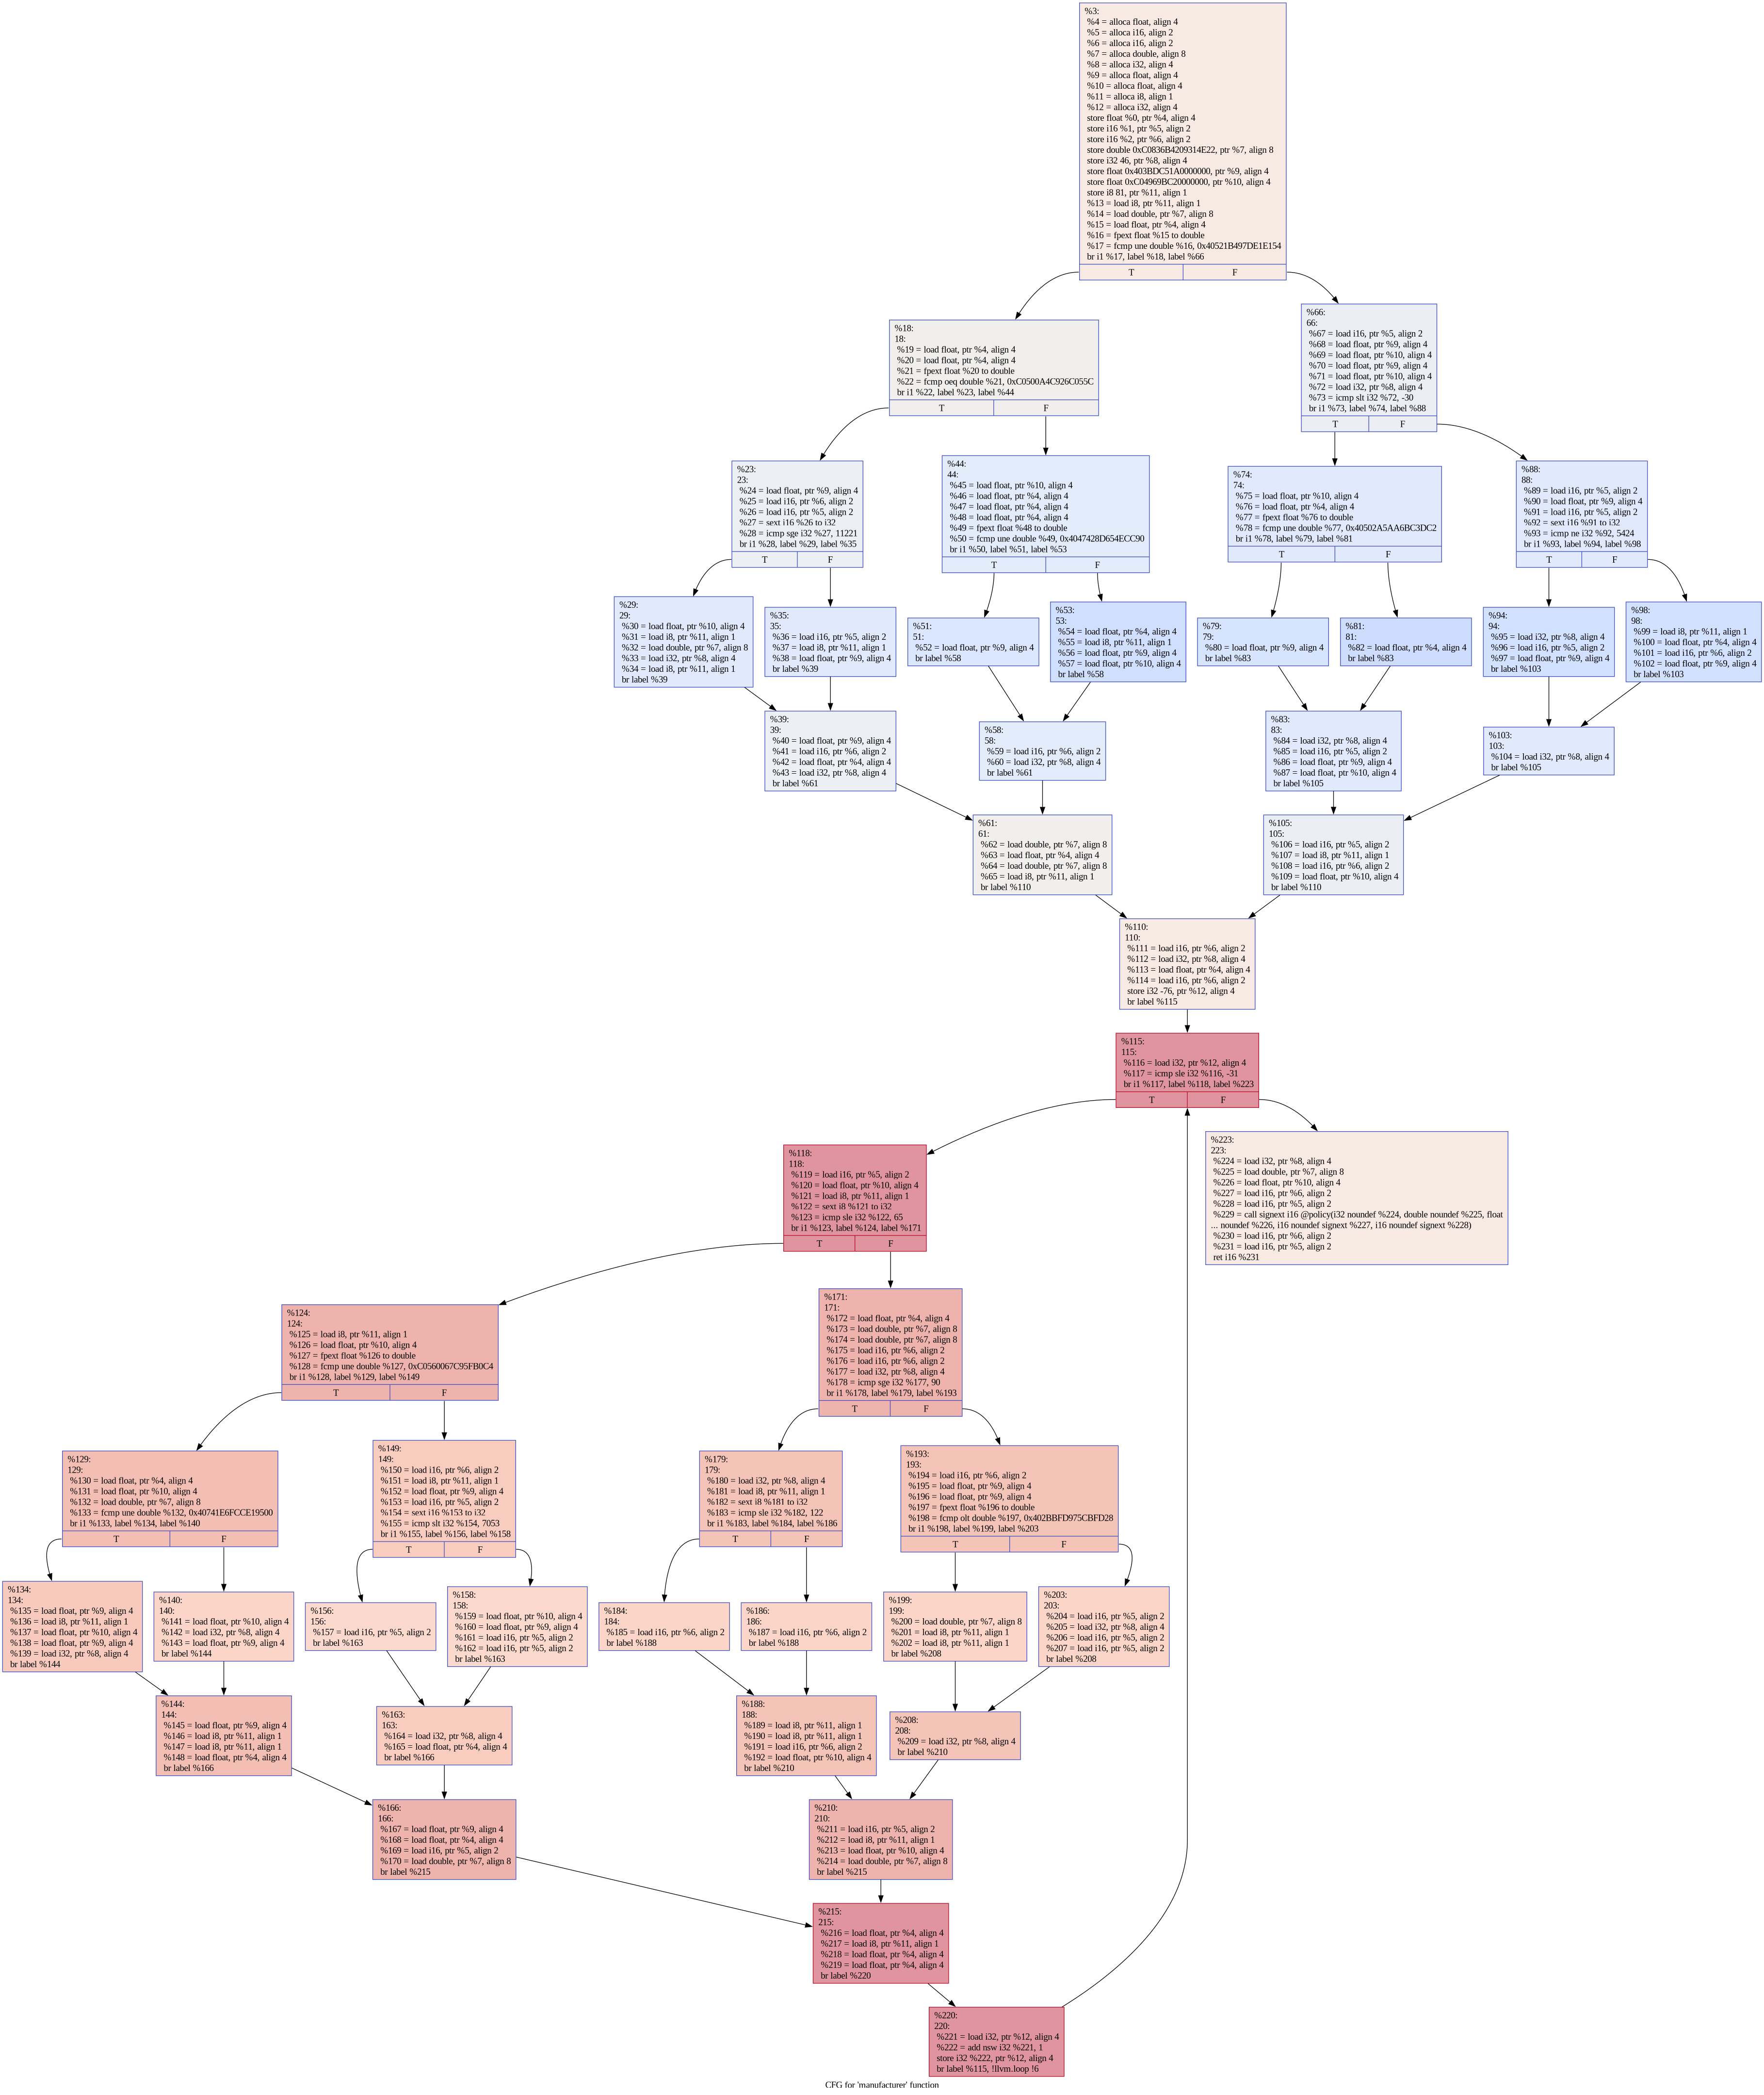 %3:
%4 = alloca float, align 4
%5 = alloca i16, align 2
%6 = alloca i16, align 2
%7 = alloca double, align 8
%8 = alloca i32, align 4
%9 = alloca float, align 4
%10 = alloca float, align 4
%11 = alloca i8, align 1
%12 = alloca i32, align 4
store float %0, ptr %4, align 4
store i16 %1, ptr %5, align 2
store i16 %2, ptr %6, align 2
store double 0xC0836B4209314E22, ptr %7, align 8
store i32 46, ptr %8, align 4
store float 0x403BDC51A0000000, ptr %9, align 4
store float 0xC04969BC20000000, ptr %10, align 4
store i8 81, ptr %11, align 1
%13 = load i8, ptr %11, align 1
%14 = load double, ptr %7, align 8
%15 = load float, ptr %4, align 4
%16 = fpext float %15 to double
%17 = fcmp une double %16, 0x40521B497DE1E154
br i1 %17, label %18, label %66
T F
%18:
18:
%19 = load float, ptr %4, align 4
%20 = load float, ptr %4, align 4
%21 = fpext float %20 to double
%22 = fcmp oeq double %21, 0xC0500A4C926C055C
br i1 %22, label %23, label %44
T F
%66:
66:
%67 = load i16, ptr %5, align 2
%68 = load float, ptr %9, align 4
%69 = load float, ptr %10, align 4
%70 = load float, ptr %9, align 4
%71 = load float, ptr %10, align 4
%72 = load i32, ptr %8, align 4
%73 = icmp slt i32 %72, -30
br i1 %73, label %74, label %88
T F
%23:
23:
%24 = load float, ptr %9, align 4
%25 = load i16, ptr %6, align 2
%26 = load i16, ptr %5, align 2
%27 = sext i16 %26 to i32
%28 = icmp sge i32 %27, 11221
br i1 %28, label %29, label %35
T F
%44:
44:
%45 = load float, ptr %10, align 4
%46 = load float, ptr %4, align 4
%47 = load float, ptr %4, align 4
%48 = load float, ptr %4, align 4
%49 = fpext float %48 to double
%50 = fcmp une double %49, 0x4047428D654ECC90
br i1 %50, label %51, label %53
T F
%74:
74:
%75 = load float, ptr %10, align 4
%76 = load float, ptr %4, align 4
%77 = fpext float %76 to double
%78 = fcmp une double %77, 0x40502A5AA6BC3DC2
br i1 %78, label %79, label %81
T F
%88:
88:
%89 = load i16, ptr %5, align 2
%90 = load float, ptr %9, align 4
%91 = load i16, ptr %5, align 2
%92 = sext i16 %91 to i32
%93 = icmp ne i32 %92, 5424
br i1 %93, label %94, label %98
T F
%29:
29:
%30 = load float, ptr %10, align 4
%31 = load i8, ptr %11, align 1
%32 = load double, ptr %7, align 8
%33 = load i32, ptr %8, align 4
%34 = load i8, ptr %11, align 1
br label %39
%35:
35:
%36 = load i16, ptr %5, align 2
%37 = load i8, ptr %11, align 1
%38 = load float, ptr %9, align 4
br label %39
%51:
51:
%52 = load float, ptr %9, align 4
br label %58
%53:
53:
%54 = load float, ptr %4, align 4
%55 = load i8, ptr %11, align 1
%56 = load float, ptr %9, align 4
%57 = load float, ptr %10, align 4
br label %58
%79:
79:
%80 = load float, ptr %9, align 4
br label %83
%81:
81:
%82 = load float, ptr %4, align 4
br label %83
%94:
94:
%95 = load i32, ptr %8, align 4
%96 = load i16, ptr %5, align 2
%97 = load float, ptr %9, align 4
br label %103
%98:
98:
%99 = load i8, ptr %11, align 1
%100 = load float, ptr %4, align 4
%101 = load i16, ptr %6, align 2
%102 = load float, ptr %9, align 4
br label %103
%39:
39:
%40 = load float, ptr %9, align 4
%41 = load i16, ptr %6, align 2
%42 = load float, ptr %4, align 4
%43 = load i32, ptr %8, align 4
br label %61
%58:
58:
%59 = load i16, ptr %6, align 2
%60 = load i32, ptr %8, align 4
br label %61
%83:
83:
%84 = load i32, ptr %8, align 4
%85 = load i16, ptr %5, align 2
%86 = load float, ptr %9, align 4
%87 = load float, ptr %10, align 4
br label %105
%103:
103:
%104 = load i32, ptr %8, align 4
br label %105
%61:
61:
%62 = load double, ptr %7, align 8
%63 = load float, ptr %4, align 4
%64 = load double, ptr %7, align 8
%65 = load i8, ptr %11, align 1
br label %110
%105:
105:
%106 = load i16, ptr %5, align 2
%107 = load i8, ptr %11, align 1
%108 = load i16, ptr %6, align 2
%109 = load float, ptr %10, align 4
br label %110
%110:
110:
%111 = load i16, ptr %6, align 2
%112 = load i32, ptr %8, align 4
%113 = load float, ptr %4, align 4
%114 = load i16, ptr %6, align 2
store i32 -76, ptr %12, align 4
br label %115
%115:
115:
%116 = load i32, ptr %12, align 4
%117 = icmp sle i32 %116, -31
br i1 %117, label %118, label %223
T F
%118:
118:
%119 = load i16, ptr %5, align 2
%120 = load float, ptr %10, align 4
%121 = load i8, ptr %11, align 1
%122 = sext i8 %121 to i32
%123 = icmp sle i32 %122, 65
br i1 %123, label %124, label %171
T F
%223:
223:
%224 = load i32, ptr %8, align 4
%225 = load double, ptr %7, align 8
%226 = load float, ptr %10, align 4
%227 = load i16, ptr %6, align 2
%228 = load i16, ptr %5, align 2
%229 = call signext i16 @policy(i32 noundef %224, double noundef %225, float
... noundef %226, i16 noundef signext %227, i16 noundef signext %228)
%230 = load i16, ptr %6, align 2
%231 = load i16, ptr %5, align 2
ret i16 %231
%124:
124:
%125 = load i8, ptr %11, align 1
%126 = load float, ptr %10, align 4
%127 = fpext float %126 to double
%128 = fcmp une double %127, 0xC0560067C95FB0C4
br i1 %128, label %129, label %149
T F
%171:
171:
%172 = load float, ptr %4, align 4
%173 = load double, ptr %7, align 8
%174 = load double, ptr %7, align 8
%175 = load i16, ptr %6, align 2
%176 = load i16, ptr %6, align 2
%177 = load i32, ptr %8, align 4
%178 = icmp sge i32 %177, 90
br i1 %178, label %179, label %193
T F
%129:
129:
%130 = load float, ptr %4, align 4
%131 = load float, ptr %10, align 4
%132 = load double, ptr %7, align 8
%133 = fcmp une double %132, 0x40741E6FCCE19500
br i1 %133, label %134, label %140
T F
%149:
149:
%150 = load i16, ptr %6, align 2
%151 = load i8, ptr %11, align 1
%152 = load float, ptr %9, align 4
%153 = load i16, ptr %5, align 2
%154 = sext i16 %153 to i32
%155 = icmp slt i32 %154, 7053
br i1 %155, label %156, label %158
T F
%179:
179:
%180 = load i32, ptr %8, align 4
%181 = load i8, ptr %11, align 1
%182 = sext i8 %181 to i32
%183 = icmp sle i32 %182, 122
br i1 %183, label %184, label %186
T F
%193:
193:
%194 = load i16, ptr %6, align 2
%195 = load float, ptr %9, align 4
%196 = load float, ptr %9, align 4
%197 = fpext float %196 to double
%198 = fcmp olt double %197, 0x402BBFD975CBFD28
br i1 %198, label %199, label %203
T F
%134:
134:
%135 = load float, ptr %9, align 4
%136 = load i8, ptr %11, align 1
%137 = load float, ptr %10, align 4
%138 = load float, ptr %9, align 4
%139 = load i32, ptr %8, align 4
br label %144
%140:
140:
%141 = load float, ptr %10, align 4
%142 = load i32, ptr %8, align 4
%143 = load float, ptr %9, align 4
br label %144
%156:
156:
%157 = load i16, ptr %5, align 2
br label %163
%158:
158:
%159 = load float, ptr %10, align 4
%160 = load float, ptr %9, align 4
%161 = load i16, ptr %5, align 2
%162 = load i16, ptr %5, align 2
br label %163
%184:
184:
%185 = load i16, ptr %6, align 2
br label %188
%186:
186:
%187 = load i16, ptr %6, align 2
br label %188
%199:
199:
%200 = load double, ptr %7, align 8
%201 = load i8, ptr %11, align 1
%202 = load i8, ptr %11, align 1
br label %208
%203:
203:
%204 = load i16, ptr %5, align 2
%205 = load i32, ptr %8, align 4
%206 = load i16, ptr %5, align 2
%207 = load i16, ptr %5, align 2
br label %208
%144:
144:
%145 = load float, ptr %9, align 4
%146 = load i8, ptr %11, align 1
%147 = load i8, ptr %11, align 1
%148 = load float, ptr %4, align 4
br label %166
%163:
163:
%164 = load i32, ptr %8, align 4
%165 = load float, ptr %4, align 4
br label %166
%188:
188:
%189 = load i8, ptr %11, align 1
%190 = load i8, ptr %11, align 1
%191 = load i16, ptr %6, align 2
%192 = load float, ptr %10, align 4
br label %210
%208:
208:
%209 = load i32, ptr %8, align 4
br label %210
%166:
166:
%167 = load float, ptr %9, align 4
%168 = load float, ptr %4, align 4
%169 = load i16, ptr %5, align 2
%170 = load double, ptr %7, align 8
br label %215
%210:
210:
%211 = load i16, ptr %5, align 2
%212 = load i8, ptr %11, align 1
%213 = load float, ptr %10, align 4
%214 = load double, ptr %7, align 8
br label %215
%215:
215:
%216 = load float, ptr %4, align 4
%217 = load i8, ptr %11, align 1
%218 = load float, ptr %4, align 4
%219 = load float, ptr %4, align 4
br label %220
%220:
220:
%221 = load i32, ptr %12, align 4
%222 = add nsw i32 %221, 1
store i32 %222, ptr %12, align 4
br label %115, !llvm.loop !6
CFG for 'manufacturer' function